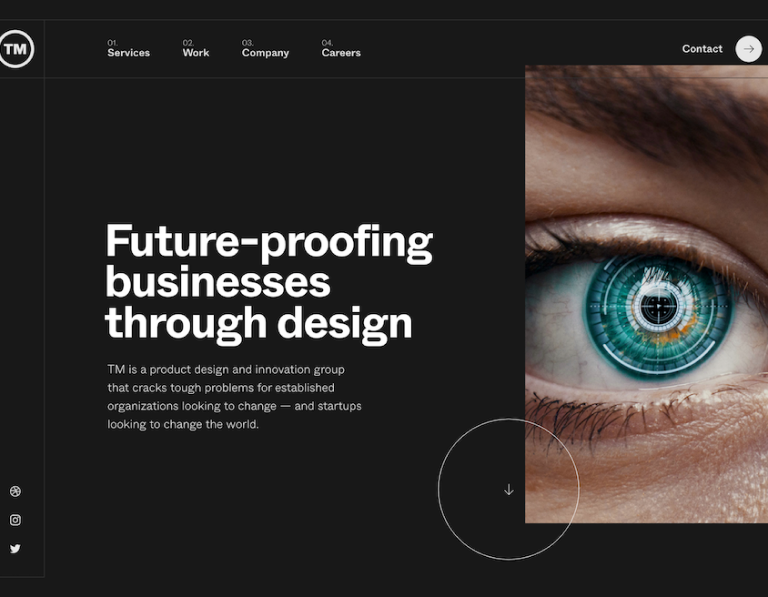 TM
01.
Services
02.
Work
03.
Company
04.
Careers
Contact
Future-proofing
businesses
through design
TM is a product design and innovation group
that cracks tough problems for established
organizations looking to change — and startups
looking to change the world.